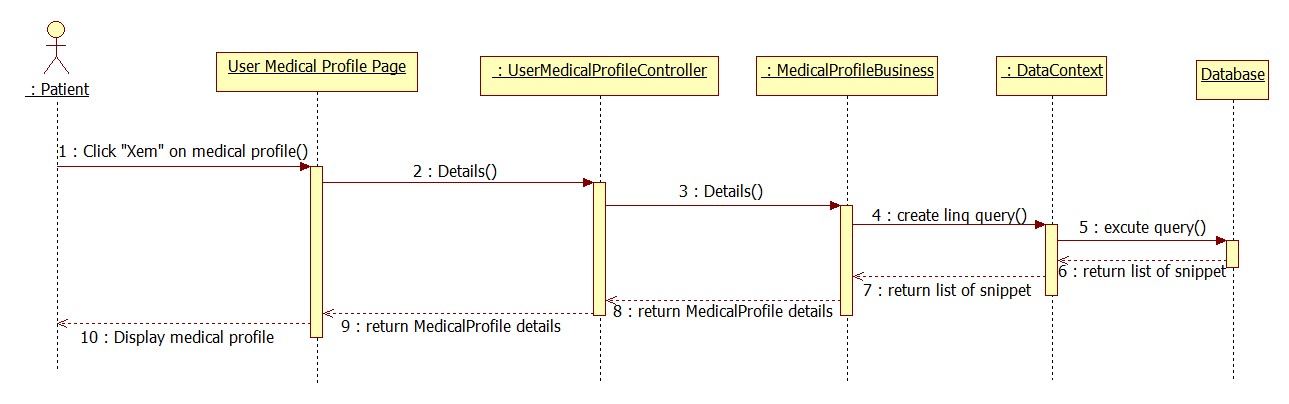 : Patient
User Medical Profile Page
: UserMedicalProfileController
: MedicalProfileBusiness
: DataContext
Database
1 : Click "Xem" on medical profile()
2 : Details()
3 : Details()
4 : create linq query()
5 : excute query()
6 : return list of snippet
7 : return list of snippet
8 : return MedicalProfile details
9 : return MedicalProfile details
10 : Display medical profile